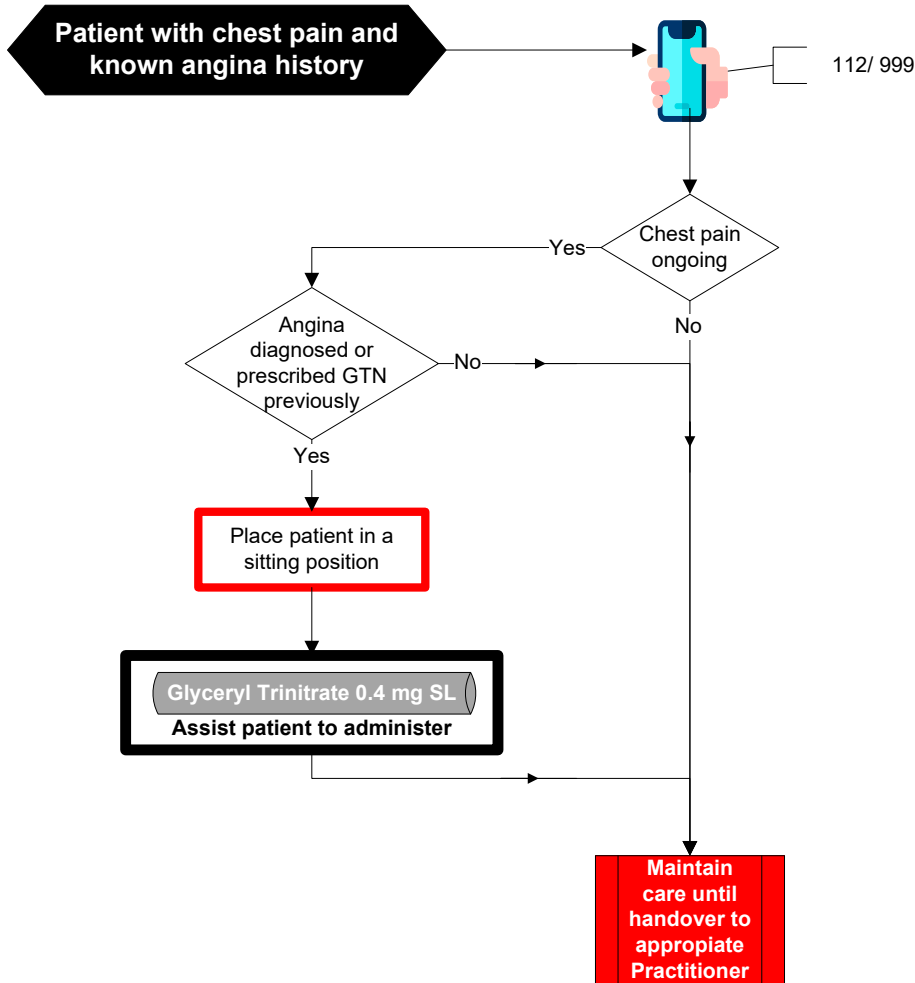 Patient with chest pain and
known angina history
112/ 999
Chest pain
ongoing
Yes
No
Angina
diagnosed or
prescribed GTN
previously
No
Yes
Place patient in a
sitting position
Glyceryl Trinitrate 0.4 mg SL
Assist patient to administer
Maintain
care until
handover to
appropiate
Practitioner